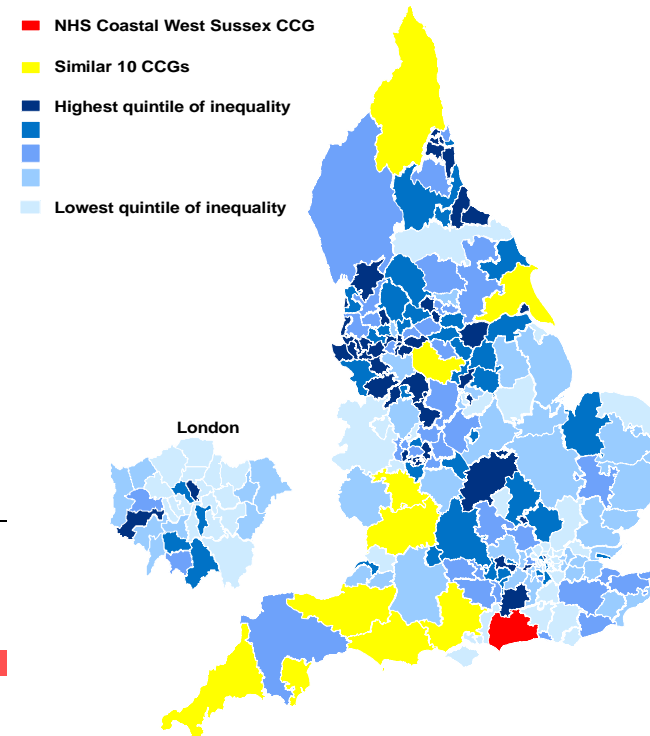 NHS Coastal West Sussex CCG
Similar 10 CCGs
Highest quintile of inequality
Lowest quintile of inequality
London